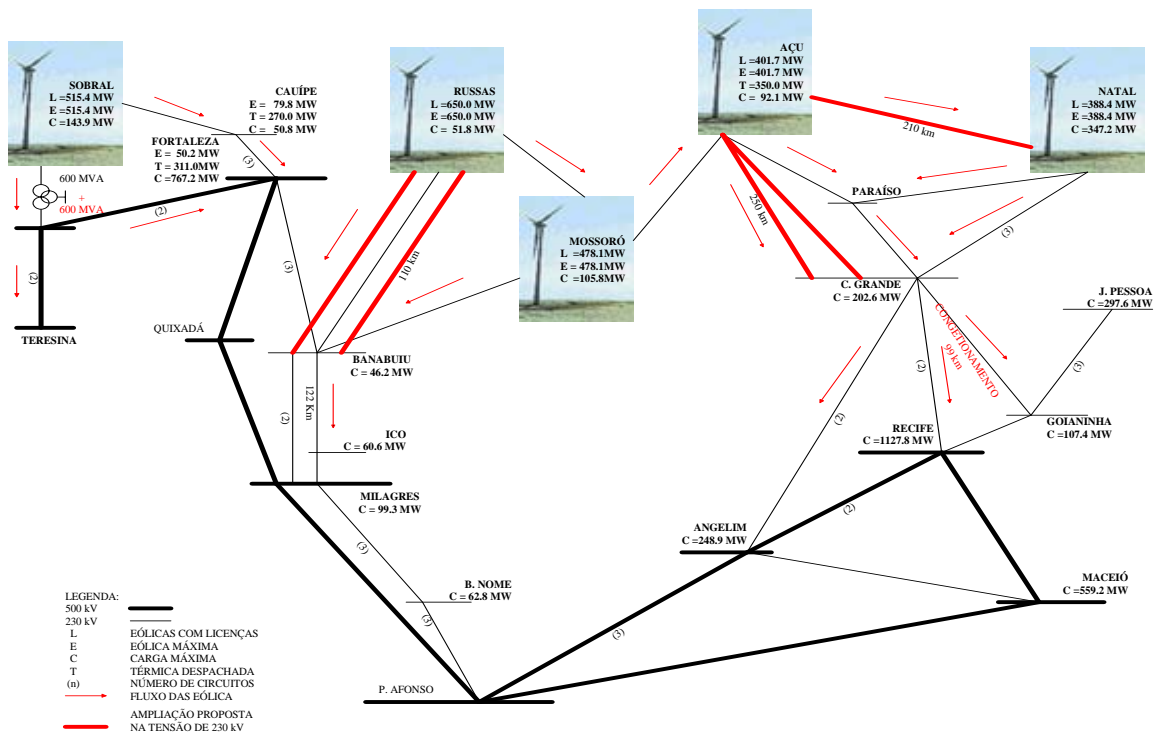 SOBRAL
L =515.4 MW
E =515.4 MW
C =143.9 MW
CAUÍPE
E = 79.8 MW
T = 270.0 MW
C = 50.8 MW
RUSSAS
L =650.0 MW
E =650.0 MW
C = 51.8 MW
AÇU
L =401.7 MW
E =401.7 MW
T =350.0 MW
C = 92.1 MW
NATAL
L =388.4 MW
E =388.4 MW
C =347.2 MW
FORTALEZA
E = 50.2 MW
T = 311.0MW
C =767.2 MW
(3)
600 MVA
+
600 MVA
(2)
(2)
TERESINA
210 km
PARAÍSO
250 km
(3)
MOSSORÓ
L =478.1MW
E =478.1MW
C =105.8MW
(3)
110 km
C. GRANDE
C = 202.6 MW
J. PESSOA
C =297.6 MW
QUIXADÁ
BANABUIU
C = 46.2 MW
CONGETIONAMENTO
99 km
(2)
(3)
122 Km
(2)
(2)
ICO
C = 60.6 MW
GOIANINHA
C =107.4 MW
RECIFE
C =1127.8 MW
MILAGRES
C = 99.3 MW
(2)
ANGELIM
C =248.9 MW
(3)
B. NOME
C = 62.8 MW
(3)
MACEIÓ
C =559.2 MW
(3)
P. AFONSO
LEGENDA:
500 kV
230 kV
L EÓLICAS COM LICENÇAS
E EÓLICA MÁXIMA
C CARGA MÁXIMA
T TÉRMICA DESPACHADA
(n) NÚMERO DE CIRCUITOS
FLUXO DAS EÓLICA
AMPLIAÇÃO PROPOSTA
NA TENSÃO DE 230 kV